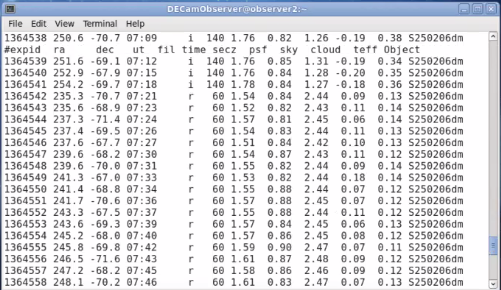 DECamObserver@observer2:~
File Edit View Terminal Help
1364538 250.6 -70.7 07:09 i 140 1.76 0.82 1.26 -0.19 0.38 S250206dm
#expid ra dec ut fil time secz psf sky cloud teff Object
1364539 251.6 -69.1 07:12 i 140 1.76 0.85 1.31 -0.19 0.34 S250206dm
1364540 252.9 -67.9 07:15 i 140 1.76 0.84 1.28 -0.20 0.35 S250206dm
1364541 254.2 -69.7 07:18 i 140 1.78 0.84 1.27 -0.18 0.36 S250206dm
1364542 235.3 -70.7 07:21 r 60 1.54 0.84 2.44 0.09 0.13 S250206dm
1364543 235.6 -68.9 07:23 r 60 1.52 0.82 2.43 0.11 0.14 S250206dm
1364544 237.3 -71.4 07:24 r 60 1.57 0.81 2.45 0.06 0.14 S250206dm
1364545 237.4 -69.5 07:26 r 60 1.54 0.83 2.44 0.11 0.13 S250206dm
1364546 237.6 -67.7 07:27 r 60 1.51 0.84 2.42 0.10 0.13 S250206dm
1364547 239.6 -68.2 07:30 r 60 1.54 0.87 2.43 0.11 0.12 S250206dm
1364548 239.6 -70.0 07:31 r 60 1.55 0.82 2.44 0.09 0.14 S250206dm
1364549 241.3 -67.0 07:33 r 60 1.53 0.82 2.44 0.18 0.14 S250206dm
1364550 241.4 -68.8 07:34 r 60 1.55 0.88 2.44 0.07 0.12 S250206dm
1364551 241.7 -70.6 07:36 r 60 1.57 0.88 2.45 0.07 0.12 S250206dm
1364552 243.3 -67.5 07:37 r 60 1.55 0.88 2.44 0.11 0.12 S250206dm
1364553 243.6 -69.3 07:39 r 60 1.57 0.84 2.45 0.06 0.13 S250206dm
1364554 245.2 -68.0 07:40 r 60 1.57 0.86 2.45 0.08 0.12 S250206dm
1364555 245.8 -69.8 07:42 r 60 1.59 0.90 2.47 0.07 0.11 S250206dm
1364556 246.5 -71.6 07:43 r 60 1.61 0.87 2.48 0.09 0.12 S250206dm
1364557 247.2 -68.2 07:45 r 60 1.58 0.86 2.46 0.09 0.12 S250206dm
1364558 248.1 -70.2 07:46 r 60 1.61 0.83 2.47 0.07 0.13 S250206dm